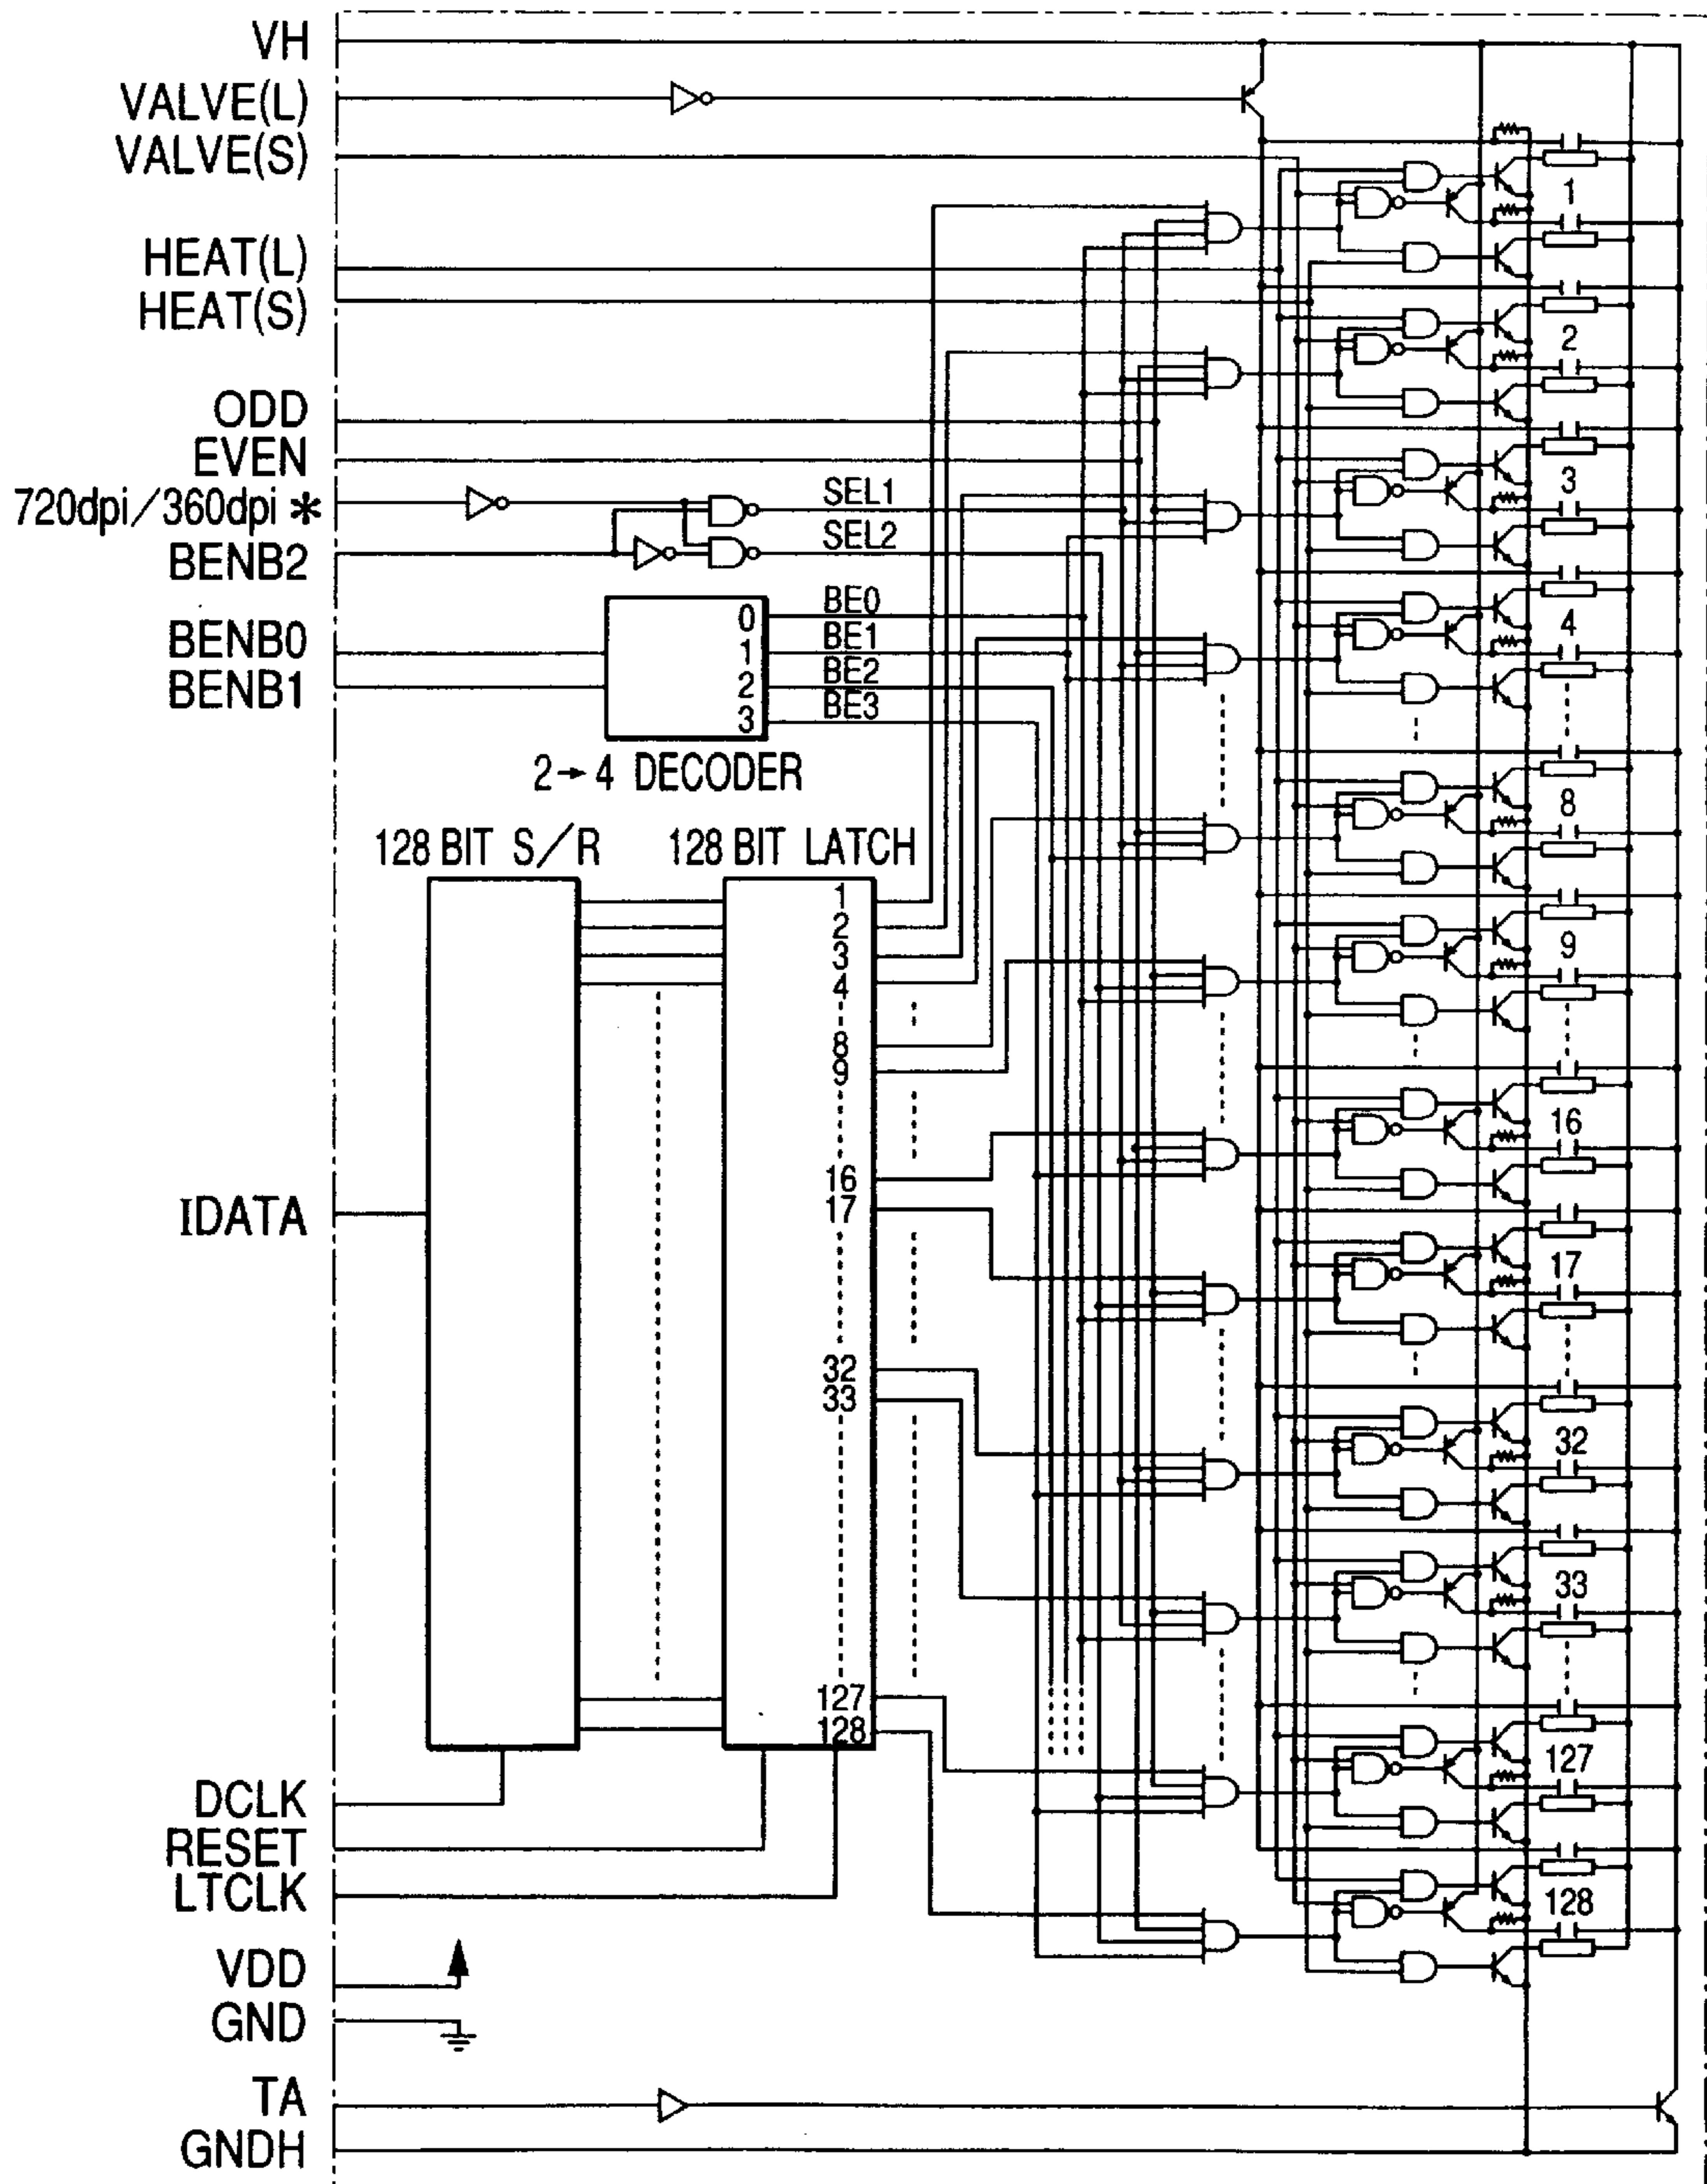 VH
VALVE(L)
VALVE(S)
HEAT(L)
HEAT(S)
ODD
EVEN
720dpi/360dpi *
BENB2
BENB0
BENB1
SEL1
SEL2
BE0
BE1
BE2
BE3
0
1
2
3
2→4 DECODER
128 BIT S/R
128 BIT LATCH
1
2
3
4
8
9
16
17
32
33
127
128
IDATA
DCLK
RESET
LTCLK
VDD
GND
TA
GNDH
1
2
3
4
8
9
16
17
32
33
127
128